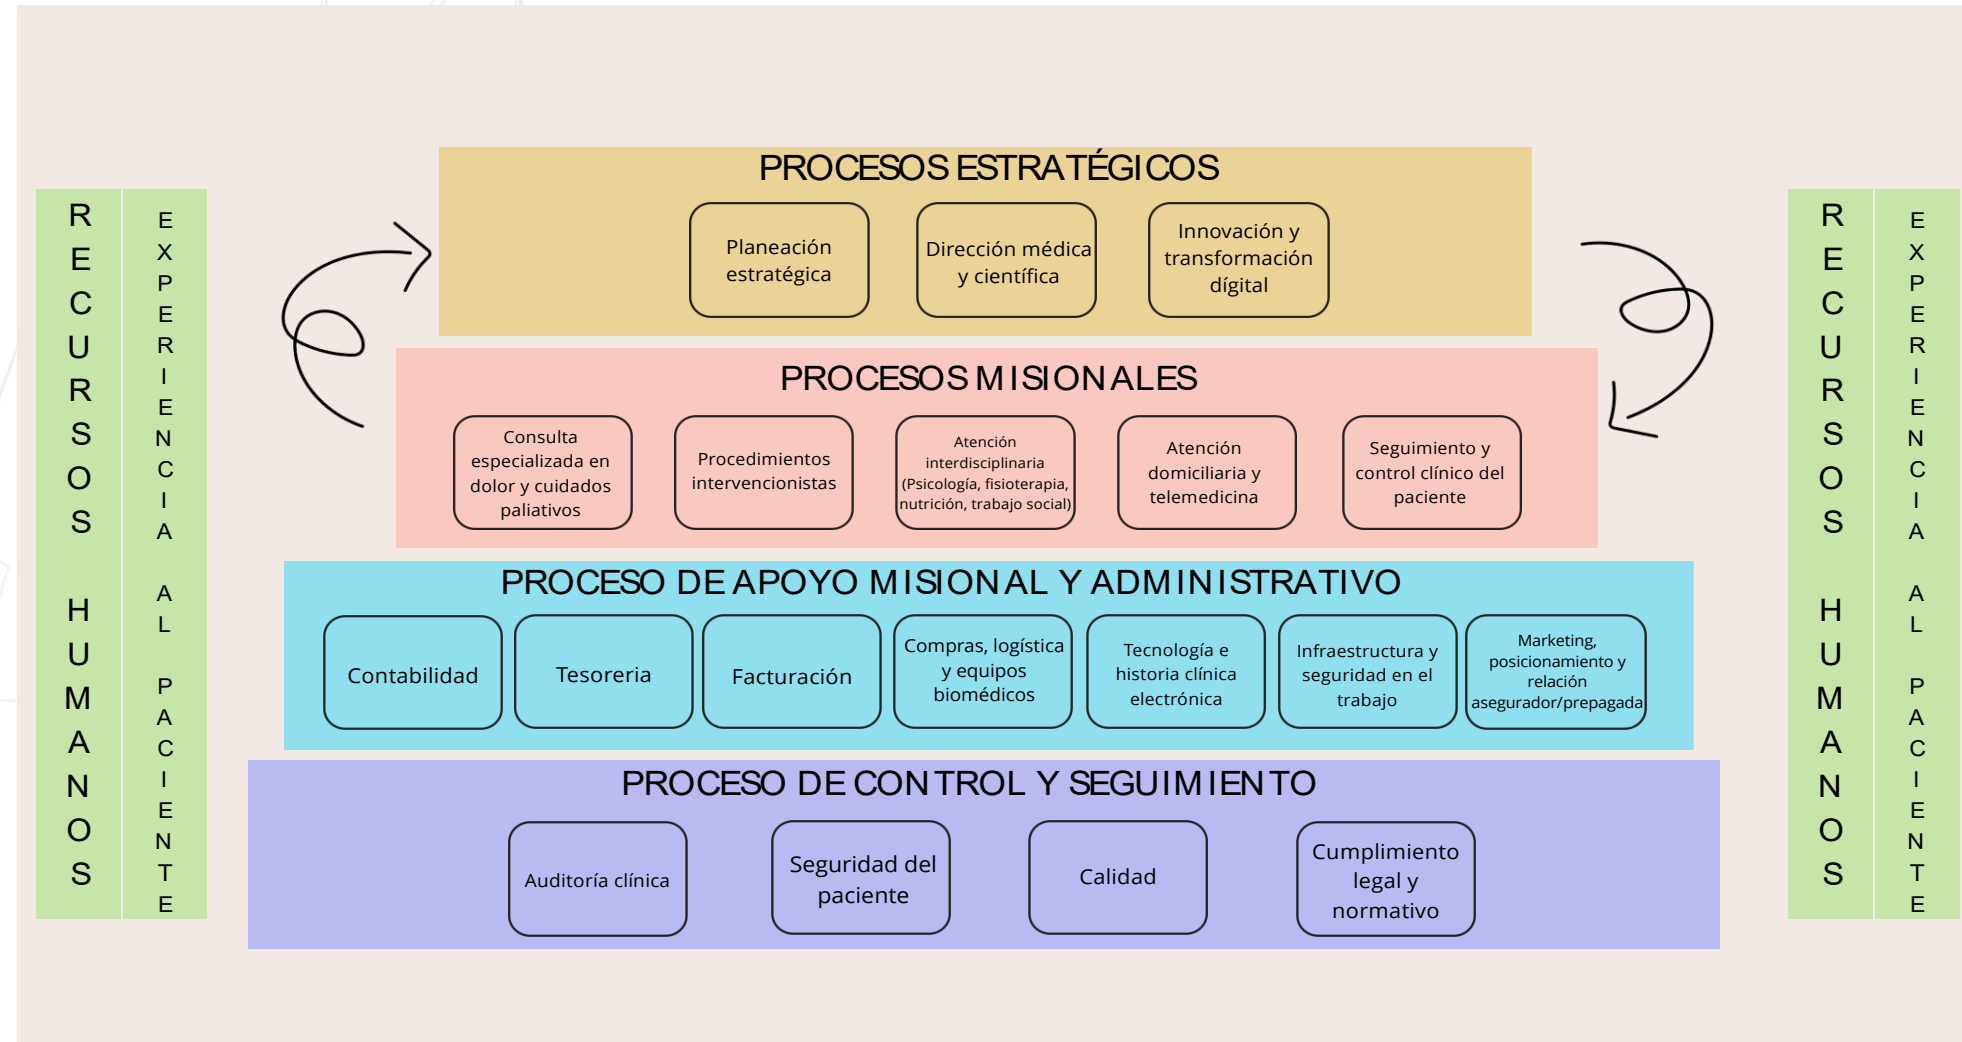 RECURSOS HUMANOS
EXPERIENCIA AL PACIENTE
PROCESOS ESTRATÉGICOS
Planeación
estratégica
Dirección médica
y científica
Innovación y
transformación
dígital
PROCESOS MISIONALES
Consulta
especializada en
dolor y cuidados
paliativos
Procedimientos
intervencionistas
Atención
interdisciplinaria
(Psicología, fisioterapia,
nutrición, trabajo social)
Atención
domiciliaria y
telemedicina
Seguimiento y
control clínico del
paciente
PROCESO DE APOYO MISIONAL Y ADMINISTRATIVO
Contabilidad
Tesoreria
Facturación
Compras, logística
y equipos
biomédicos
Tecnología e
historia clínica
electrónica
Infraestructura y
seguridad en el
trabajo
Marketing,
posicionamiento y
relación
asegurador/prepagada
PROCESO DE CONTROL Y SEGUIMIENTO
Auditoría clínica
Seguridad del
paciente
Calidad
Cumplimiento
legal y
normativo
RECURSOS HUMANOS
EXPERIENCIA AL PACIENTE